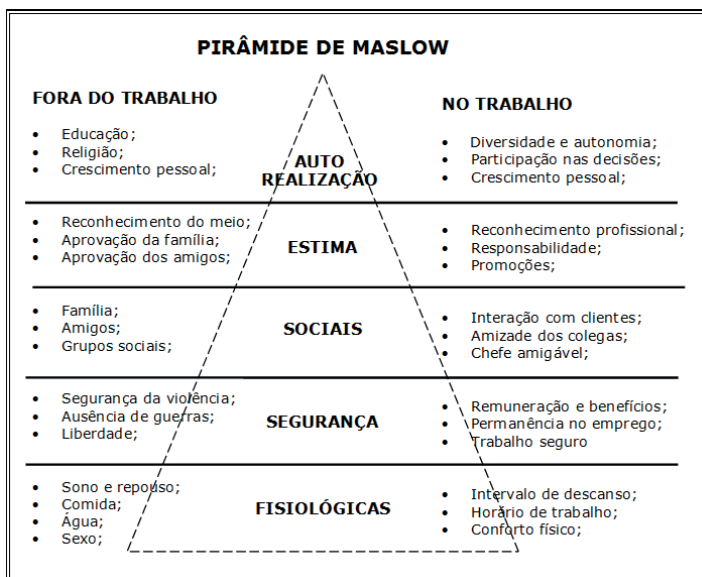 PIRÂMIDE DE MASLOW
FORA DO TRABALHO
NO TRABALHO
• Educação;
• Religião;
• Crescimento pessoal;
AUTO
REALIZAÇÃO
• Diversidade e autonomia;
• Participação nas decisões;
• Crescimento pessoal;
• Reconhecimento do meio;
• Aprovação da família;
• Aprovação dos amigos;
ESTIMA
• Reconhecimento profissional;
• Responsabilidade;
• Promoções;
• Família;
• Amigos;
• Grupos sociais;
SOCIAIS
• Interação com clientes;
• Amizade dos colegas;
• Chefe amigável;
• Segurança da violência;
• Ausência de guerras;
• Liberdade;
SEGURANÇA
• Remuneração e benefícios;
• Permanência no emprego;
• Trabalho seguro
• Sono e repouso;
• Comida;
• Água;
• Sexo;
FISIOLÓGICAS
• Intervalo de descanso;
• Horário de trabalho;
• Conforto físico;